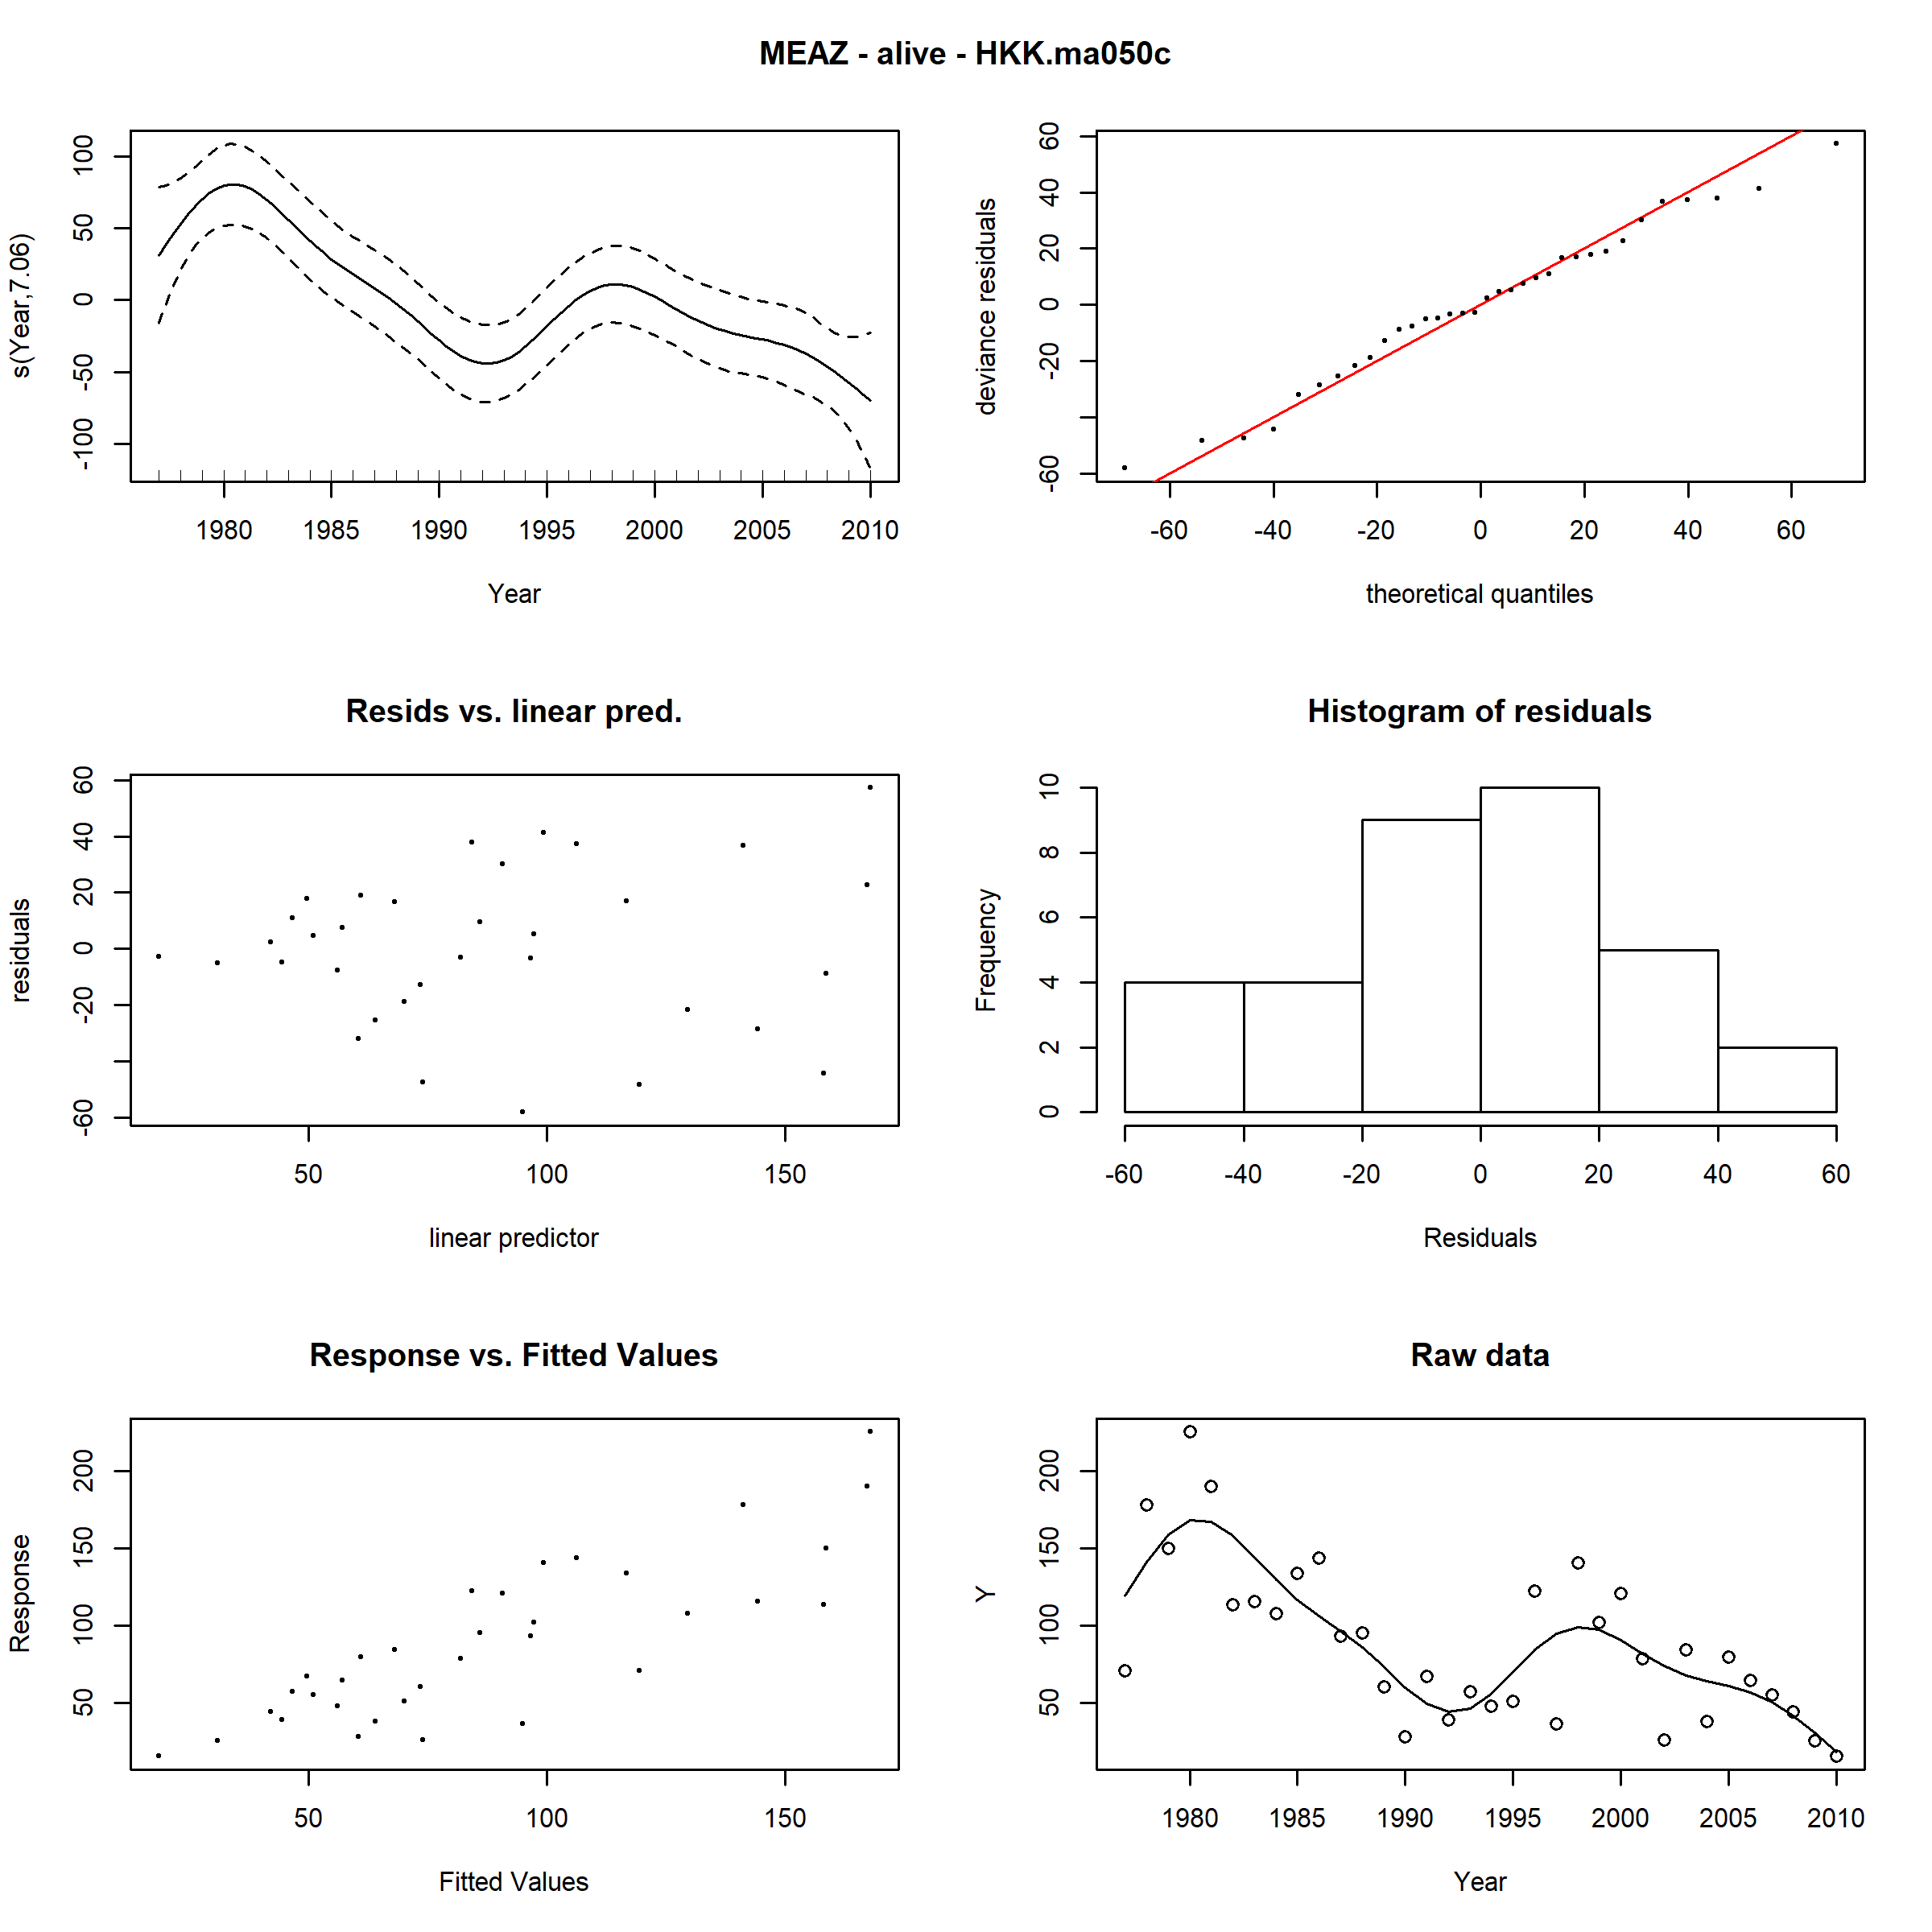 MEAZ - alive - HKK.ma050c
s(Year,7.06)
100
50
0
-50
-100
1980 1985 1990 1995 2000 2005 2010
Year
deviance residuals
60
40
20
0
-20
-60
-60 -40 -20 0 20 40 60
theoretical quantiles
Resids vs. linear pred.
residuals
60
40
20
0
-20
-60
50 100 150
linear predictor
Histogram of residuals
Frequency
10
8
6
4
2
0
-60 -40 -20 0 20 40 60
Residuals
Response vs. Fitted Values
Response
200
150
100
50
50 100 150
Fitted Values
Raw data
Y
200
150
100
50
1980 1985 1990 1995 2000 2005 2010
Year